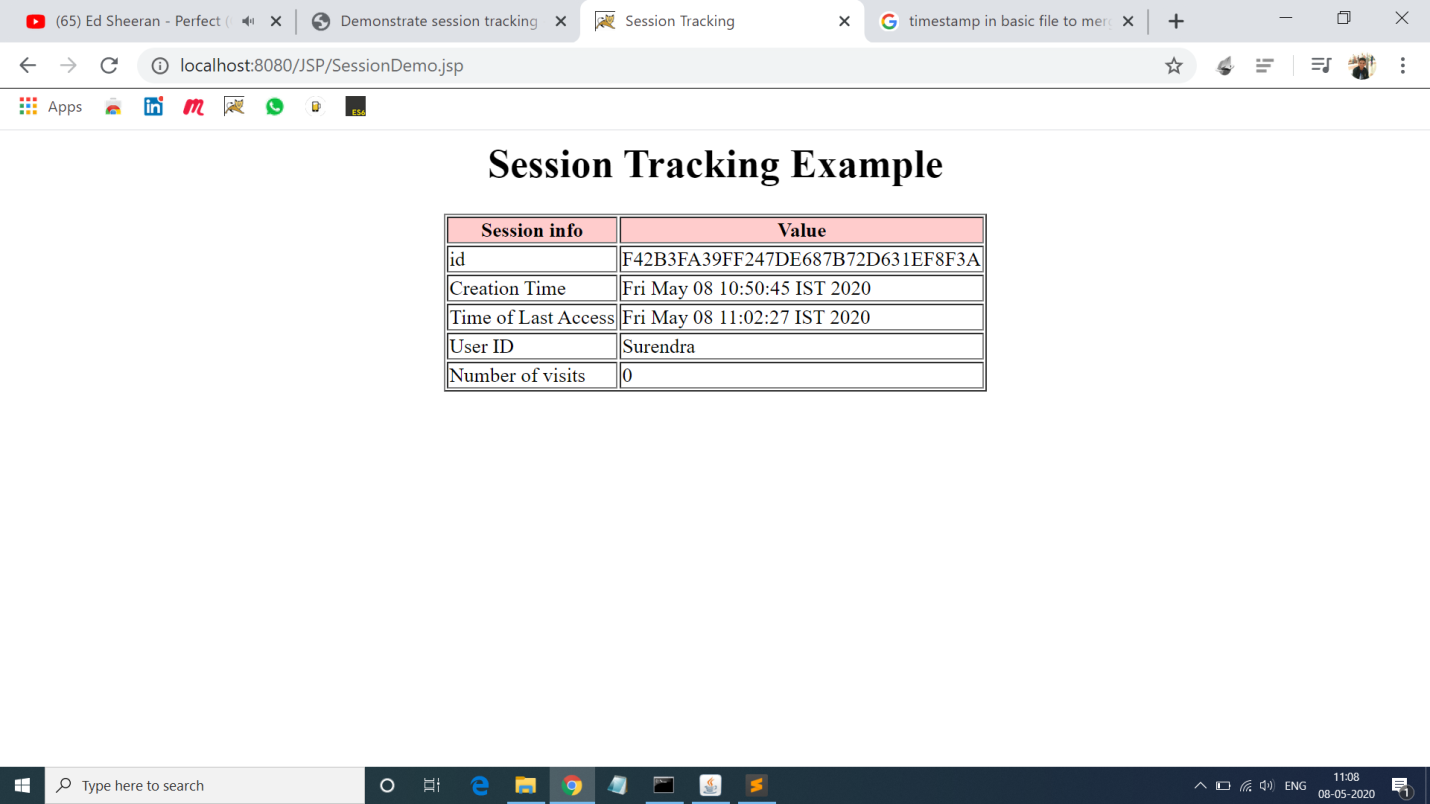 (65) Ed Sheeran - Perfect (
Demonstrate session tracking
Session Tracking
timestamp in basic file to mer
localhost:8080/JSP/SessionDemo.jsp
Apps
ES6
Session Tracking Example
Session info Value
id F42B3FA39FF247DE687B72D631EF8F3A
Creation Time Fri May 08 10:50:45 IST 2020
Time of Last Access Fri May 08 11:02:27 IST 2020
User ID Surendra
Number of visits 0
Type here to search
ENG
11:08
08-05-2020
1